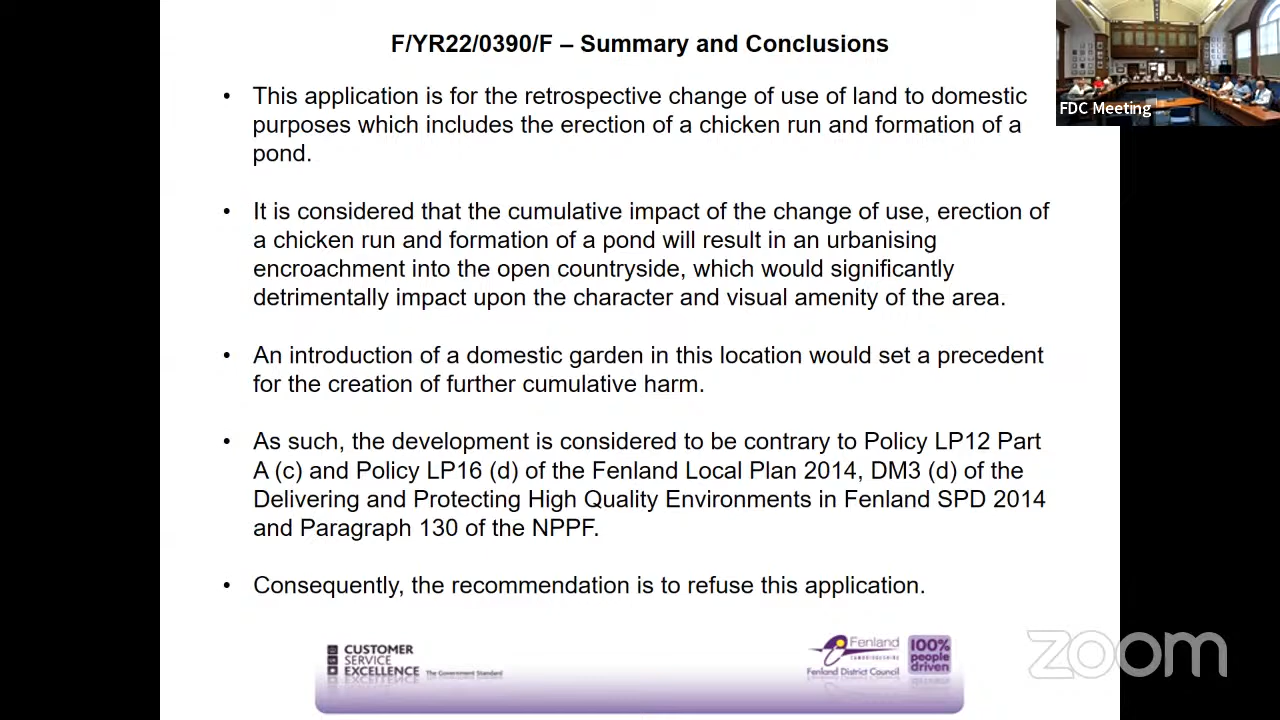 F/YR22/0390/F – Summary and Conclusions
FDC Meeting
• This application is for the retrospective change of use of land to domestic
purposes which includes the erection of a chicken run and formation of a
pond.
• It is considered that the cumulative impact of the change of use, erection of
a chicken run and formation of a pond will result in an urbanising
encroachment into the open countryside, which would significantly
detrimentally impact upon the character and visual amenity of the area.
• An introduction of a domestic garden in this location would set a precedent
for the creation of further cumulative harm.
• As such, the development is considered to be contrary to Policy LP12 Part
A (c) and Policy LP16 (d) of the Fenland Local Plan 2014, DM3 (d) of the
Delivering and Protecting High Quality Environments in Fenland SPD 2014
and Paragraph 130 of the NPPF.
• Consequently, the recommendation is to refuse this application.
CUSTOMER
SERVICE
EXCELLENCE
The Government Standard
Fenland
CAMBRIDGESHIRE
Fenland District Council
100%
people
driven
zoom